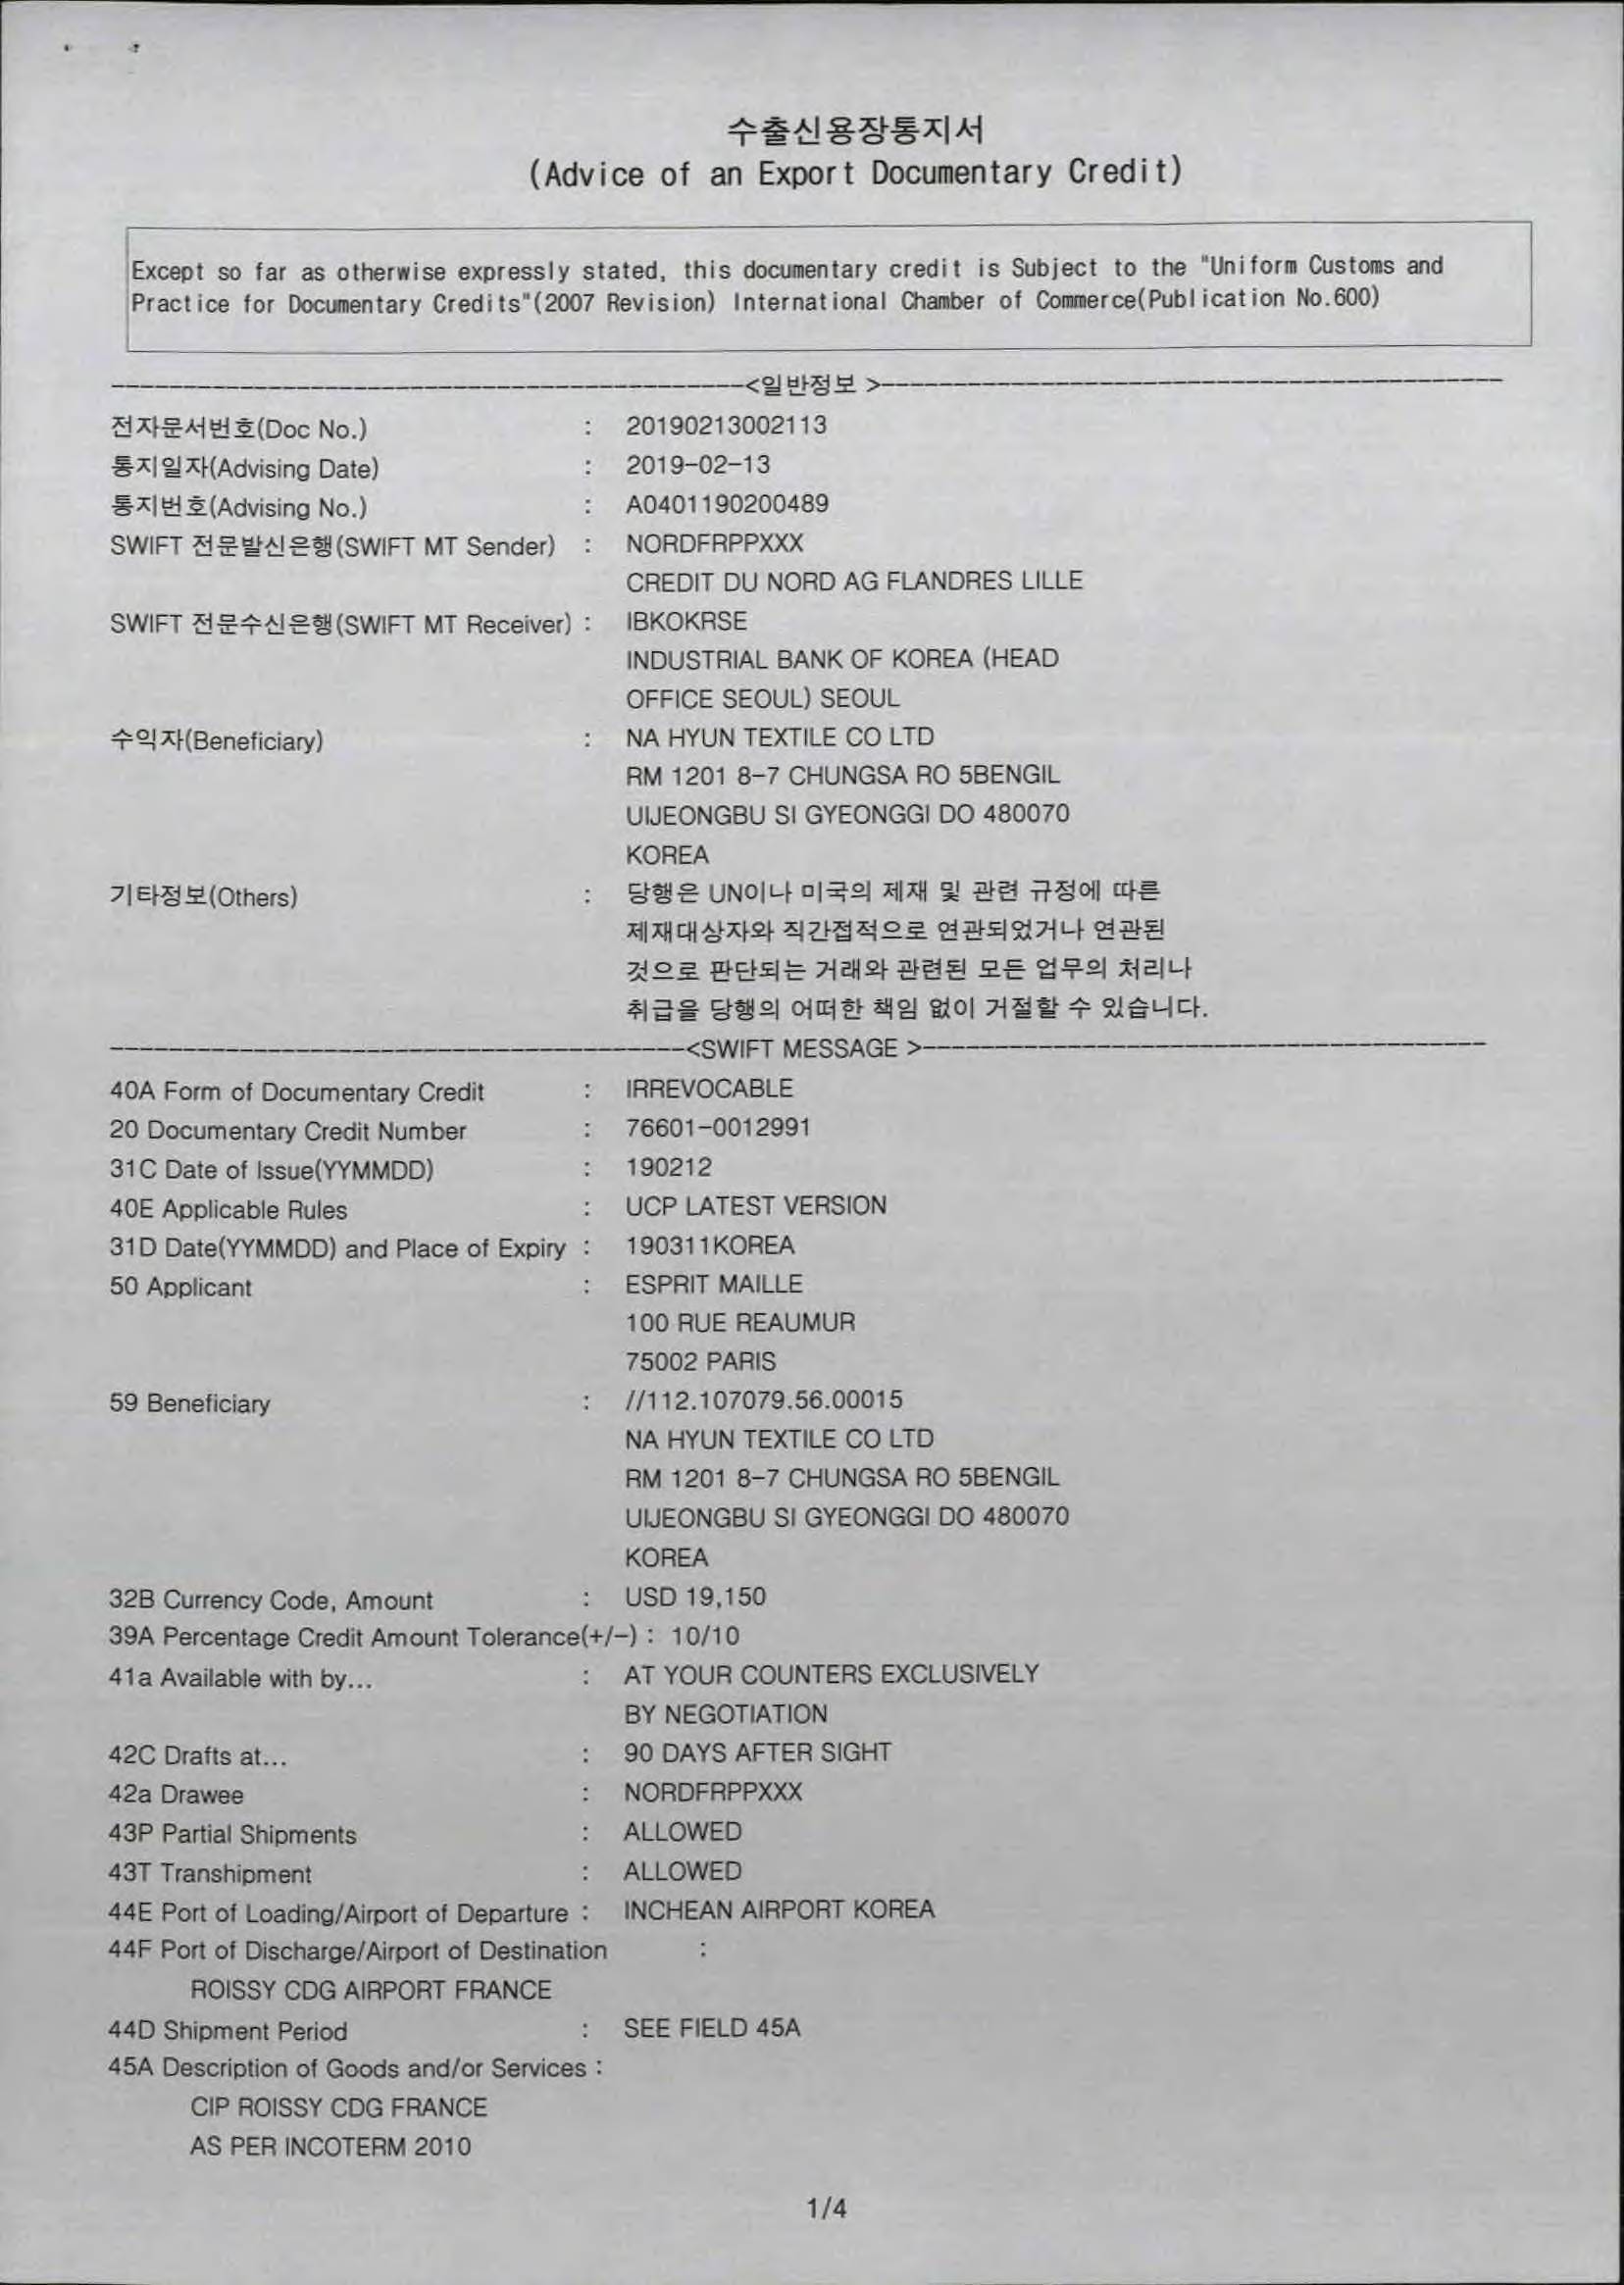 수출신용장통지서
(Advice of an Export Documentary Credit)
Except so far as otherwise expressly stated, this documentary credit is Subject to the "Uniform Customs and
Practice for Documentary Credits"(2007 Revision) International Chamber of Commerce(Publication No.600)
<일반정보 >
전자문서번호(Doc No.) : 20190213002113
통지일자(Advising Date) : 2019-02-13
통지번호(Advising No.) : A0401190200489
SWIFT 전문발신은행(SWIFT MT Sender) : NORDFRPPXXX
CREDIT DU NORD AG FLANDRES LILLE
SWIFT 전문수신은행(SWIFT MT Receiver) : IBKOKRSE
INDUSTRIAL BANK OF KOREA (HEAD
OFFICE SEOUL) SEOUL
수익자(Beneficiary) : NA HYUN TEXTILE CO LTD
RM 1201 8-7 CHUNGSA RO 5BENGIL
UIJEONGBU SI GYEONGGI DO 480070
KOREA
기타정보(Others) : 당행은 UN이나 미국의 제재 및 관련 규정에 따른
제재대상자와 직간접적으로 연관되었거나 연관된
것으로 판단되는 거래와 관련된 모든 업무의 처리나
취급을 당행의 어떠한 책임 없이 거절할 수 있습니다.
<SWIFT MESSAGE >
40A Form of Documentary Credit : IRREVOCABLE
20 Documentary Credit Number : 76601-0012991
31C Date of Issue(YYMMDD) : 190212
40E Applicable Rules : UCP LATEST VERSION
31D Date(YYMMDD) and Place of Expiry : 190311KOREA
50 Applicant : ESPRIT MAILLE
100 RUE REAUMUR
75002 PARIS
59 Beneficiary : //112.107079.56.00015
NA HYUN TEXTILE CO LTD
RM 1201 8-7 CHUNGSA RO 5BENGIL
UIJEONGBU SI GYEONGGI DO 480070
KOREA
32B Currency Code, Amount : USD 19,150
39A Percentage Credit Amount Tolerance(+/-) : 10/10
41a Available with by... : AT YOUR COUNTERS EXCLUSIVELY
BY NEGOTIATION
42C Drafts at... : 90 DAYS AFTER SIGHT
42a Drawee : NORDFRPPXXX
43P Partial Shipments : ALLOWED
43T Transhipment : ALLOWED
44E Port of Loading/Airport of Departure : INCHEAN AIRPORT KOREA
44F Port of Discharge/Airport of Destination :
ROISSY CDG AIRPORT FRANCE
44D Shipment Period : SEE FIELD 45A
45A Description of Goods and/or Services :
CIP ROISSY CDG FRANCE
AS PER INCOTERM 2010
1/4